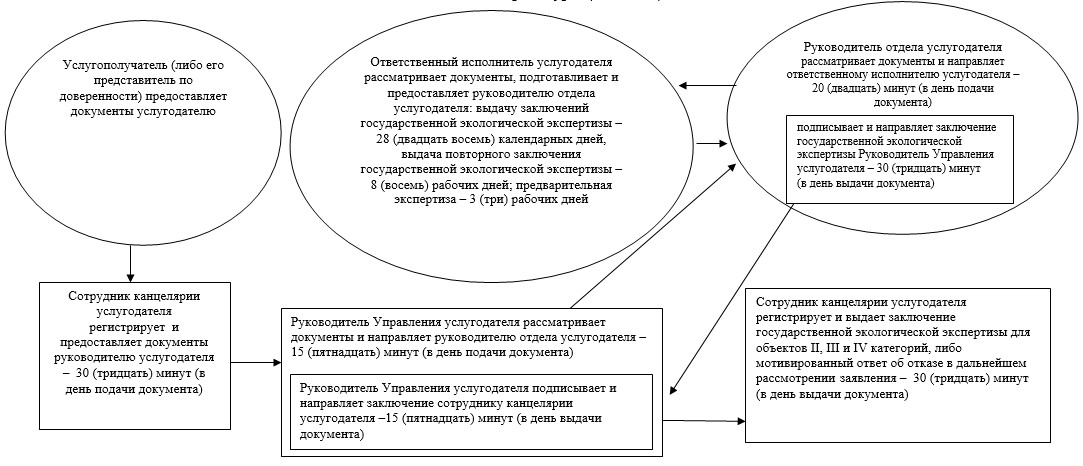 Услугополучатель (либо его
представитель по
доверенности) предоставляет
документы услугодателю
Ответственный исполнитель услугодателя
рассматривает документы, подготавливает и
предоставляет руководителю отдела
услугодателя: выдачу заключений
государственной экологической экспертизы –
28 (двадцать восемь) календарных дней,
выдача повторного заключения
государственной экологической экспертизы –
8 (восемь) рабочих дней; предварительная
экспертиза – 3 (три) рабочих дней
Руководитель отдела услугодателя
рассматривает документы и направляет
ответственному исполнителю услугодателя –
20 (двадцать) минут (в день подачи
документа)
подписывает и направляет заключение
государственной экологической
экспертизы Руководитель Управления
услугодателя – 30 (тридцать) минут
(в день выдачи документа)
Сотрудник канцелярии
услугодателя
регистрирует и
предоставляет документы
руководителю услугодателя
– 30 (тридцать) минут (в
день подачи документа)
Руководитель Управления услугодателя рассматривает
документы и направляет руководителю отдела услугодателя –
15 (пятнадцать) минут (в день подачи документа)
Руководитель Управления услугодателя подписывает и
направляет заключение сотруднику канцелярии
услугодателя –15 (пятнадцать) минут (в день выдачи
документа)
Сотрудник канцелярии услугодателя
регистрирует и выдает заключение
государственной экологической экспертизы для
объектов II, III и IV категорий, либо
мотивированный ответ об отказе в дальнейшем
рассмотрении заявления – 30 (тридцать) минут
(в день выдачи документа)